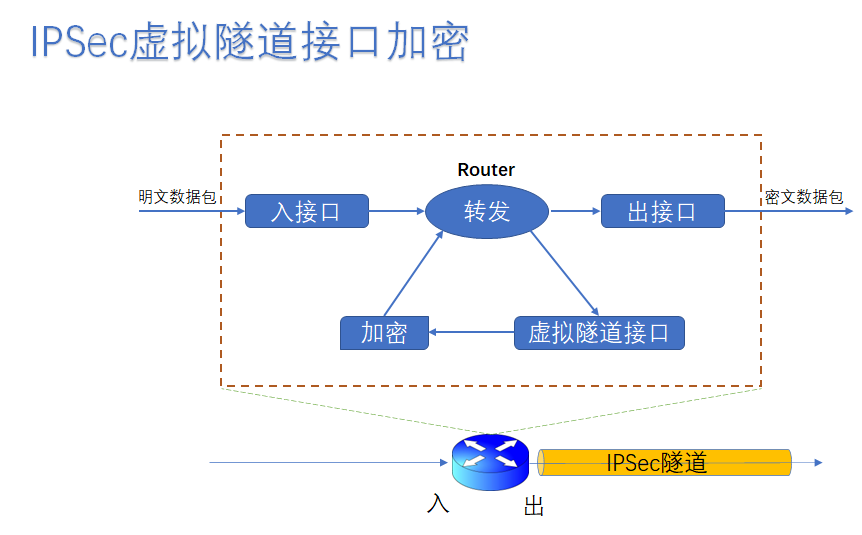 IPSec虚拟隧道接口加密
Router
明文数据包
入接口
转发
出接口
密文数据包
加密
虚拟隧道接口
IPSec隧道
入
出